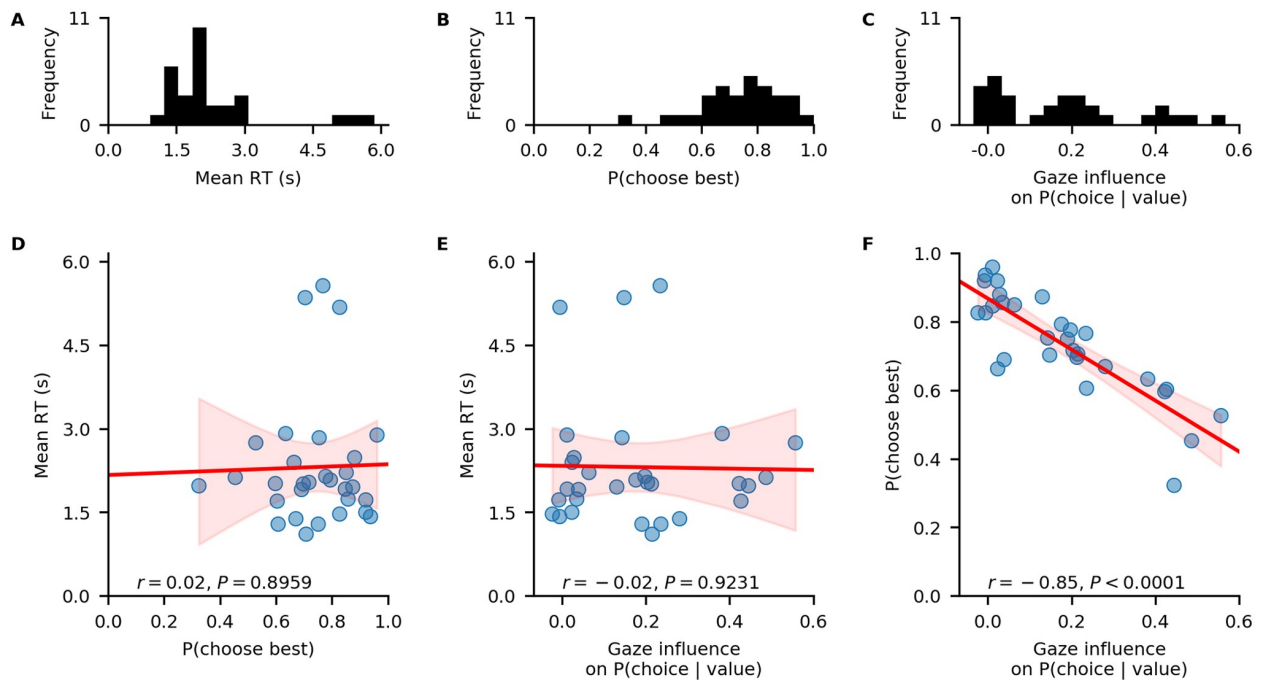 A
11
Frequency
0
0.0 1.5 3.0 4.5 6.0
Mean RT (s)
B
11
Frequency
0
0.0 0.2 0.4 0.6 0.8 1.0
P(choose best)
C
11
Frequency
0
-0.0 0.2 0.4 0.6
Gaze influence
on P(choice | value)
D
6.0
4.5
3.0
1.5
0.0
Mean RT (s)
r = 0.02, P = 0.8959
0.0 0.2 0.4 0.6 0.8 1.0
P(choose best)
E
6.0
4.5
3.0
1.5
0.0
Mean RT (s)
r = −0.02, P = 0.9231
0.0 0.2 0.4 0.6
Gaze influence
on P(choice | value)
F
1.0
0.8
0.6
0.4
0.2
0.0
P(choose best)
r = −0.85, P < 0.0001
0.0 0.2 0.4 0.6
Gaze influence
on P(choice | value)